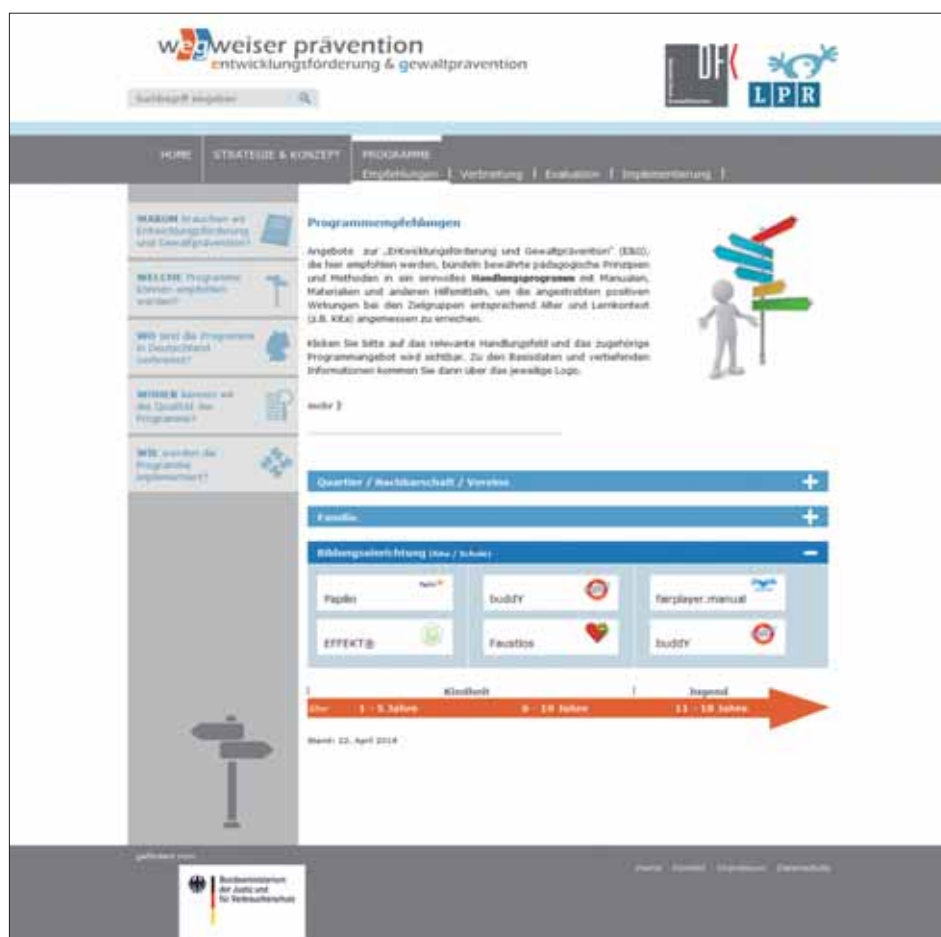 wegweiser prävention
entwicklungsförderung & gewaltprävention
Suchbegriff eingeben
DFK
LPR
HOME
STRATEGIE & KONZEPT
PROGRAMME
Empfehlungen | Verbreitung | Evaluation | Implementierung |
WARUM brauchen wir
Entwicklungsförderung
und Gewaltprävention?
WELCHE Programme
können empfohlen
werden?
WO sind die Programme
in Deutschland
verbreitet?
WORAN können wir
die Qualität der
Programme?
WIE werden die
Programme
implementiert?
Programmempfehlungen
Angebote zur „Entwicklungsförderung und Gewaltprävention" (E&G),
die hier empfohlen werden, bündeln bewährte pädagogische Prinzipien
und Methoden in ein sinnvolles Handlungsprogramm mit Manualen,
Materialien und anderen Hilfsmitteln, um die angestrebten positiven
Wirkungen bei den Zielgruppen entsprechend Alter und Lernkontext
(z.B. Kita) angemessen zu erreichen.
Klicken Sie bitte auf das relevante Handlungsfeld und das zugehörige
Programmangebot wird sichtbar. Zu den Basisdaten und vertiefenden
Informationen kommen Sie dann über das jeweilige Logo.
mehr
Quartier / Nachbarschaft / Vereine
Familie
Bildungseinrichtung (Kita / Schule)
Papilio
buddY
fairplayer.manual
EFFEKT®
Faustlos
buddY
Kindheit
Jugend
Alter 1 - 5 Jahre 6 - 10 Jahre 11 - 18 Jahre
Stand: 22. April 2014
gefördert von:
Bundesministerium
der Justiz und
für Verbraucherschutz
Home Kontakt Impressum Datenschutz